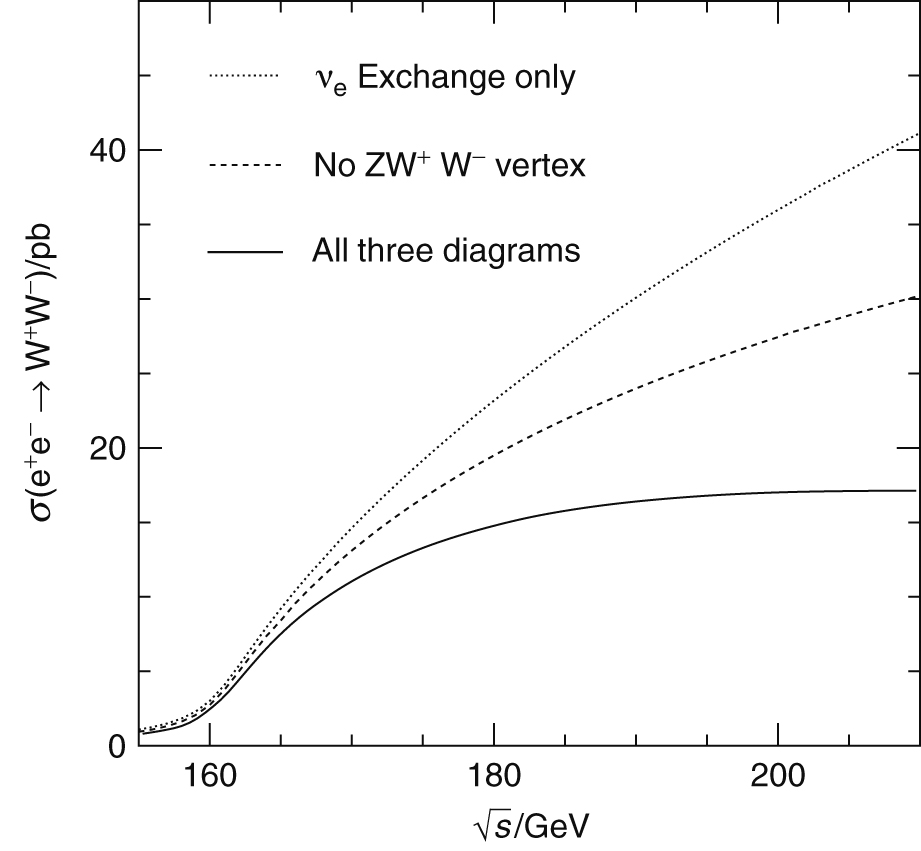 νₑ Exchange only
No ZW⁺ W⁻ vertex
All three diagrams
σ(e⁺e⁻ → W⁺W⁻)/pb
40
20
0
160 180 200
√s/GeV